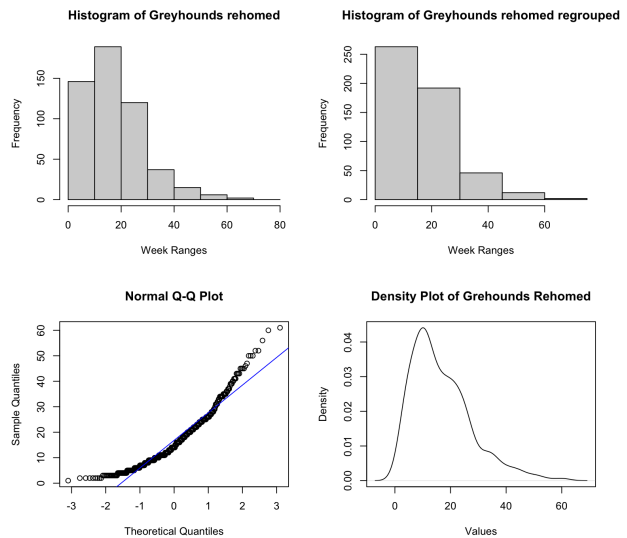 Histogram of Greyhounds rehomed
Frequency
150
100
50
0
0 20 40 60 80
Week Ranges
Histogram of Greyhounds rehomed regrouped
Frequency
250
200
150
100
50
0
0 20 40 60
Week Ranges
Normal Q-Q Plot
Sample Quantiles
60
50
40
30
20
10
0
-3 -2 -1 0 1 2 3
Theoretical Quantiles
Density Plot of Grehounds Rehomed
Density
0.04
0.03
0.02
0.01
0.00
0 20 40 60
Values